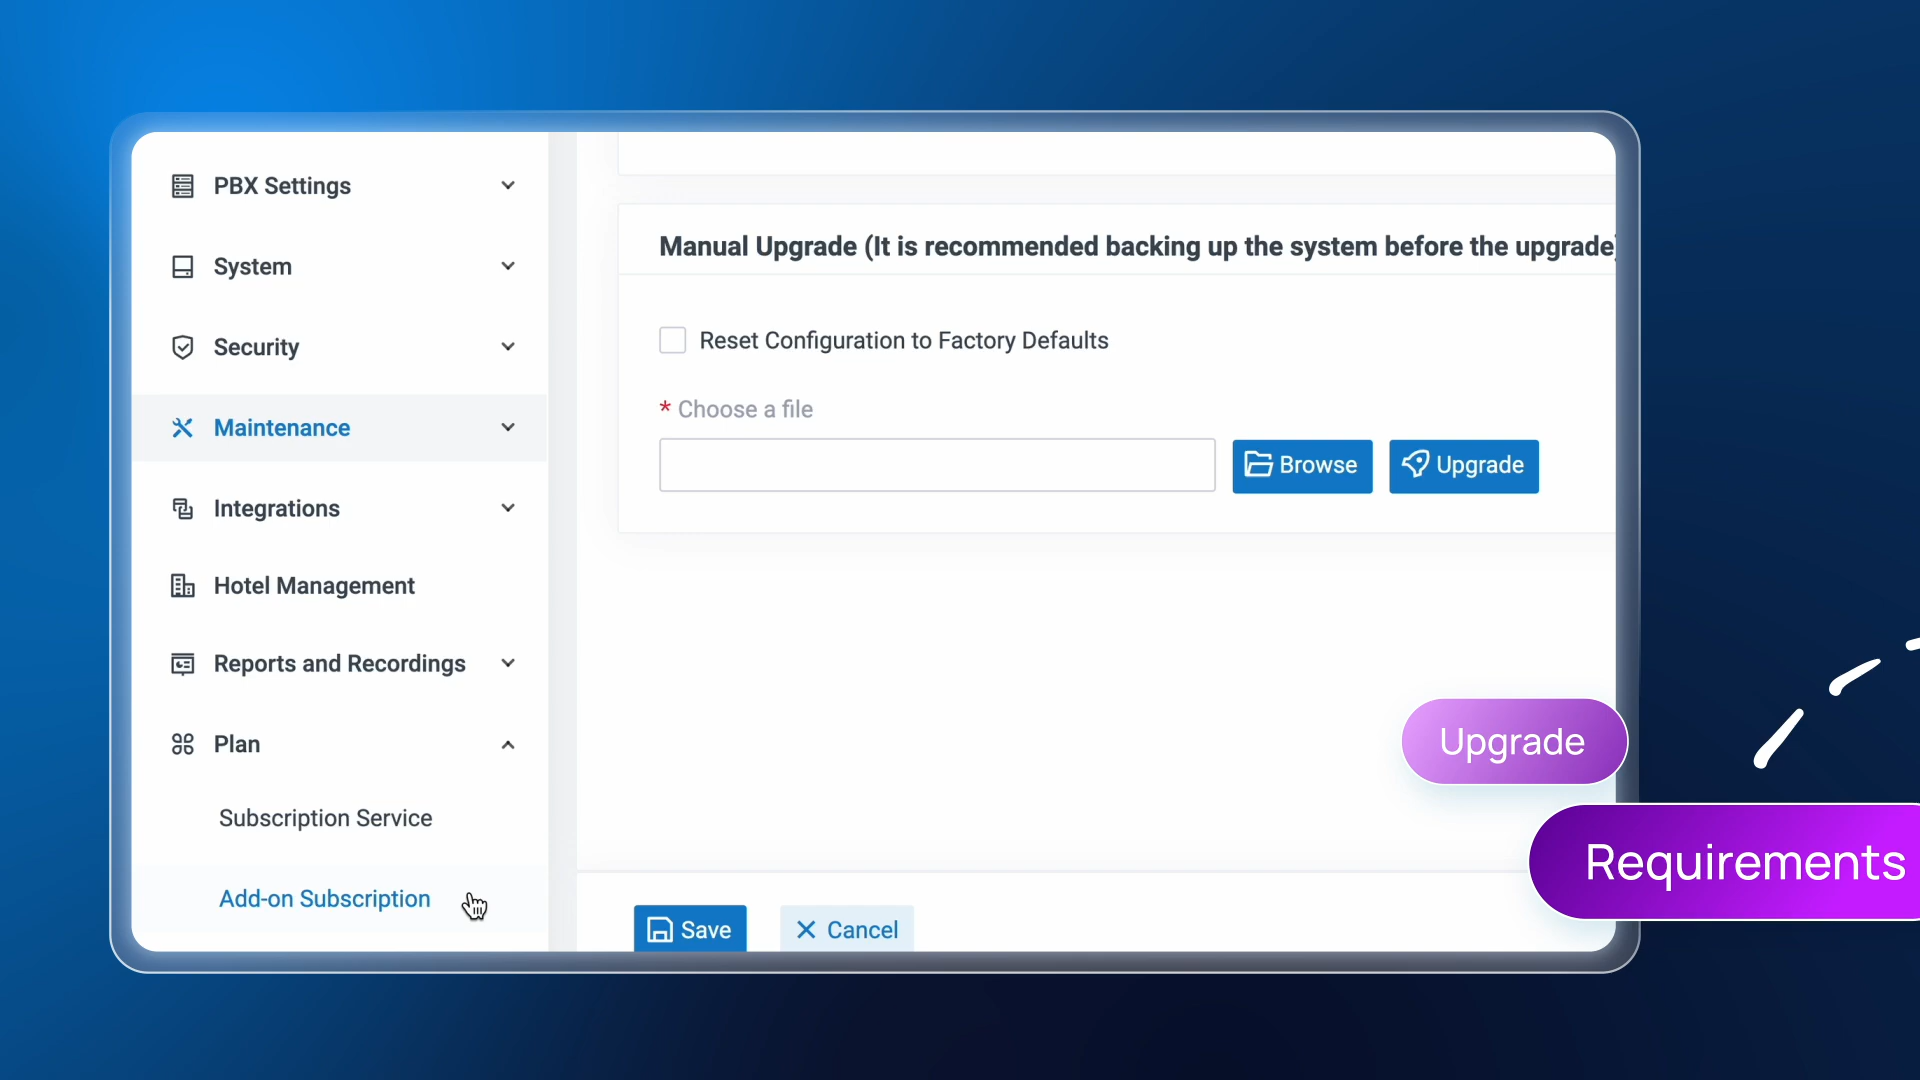 PBX Settings
System
Security
Maintenance
Integrations
Hotel Management
Reports and Recordings
Plan
Subscription Service
Add-on Subscription
Manual Upgrade (It is recommended backing up the system before the upgrade)
Reset Configuration to Factory Defaults
* Choose a file
Browse
Upgrade
Save
Cancel
Upgrade
Requirements